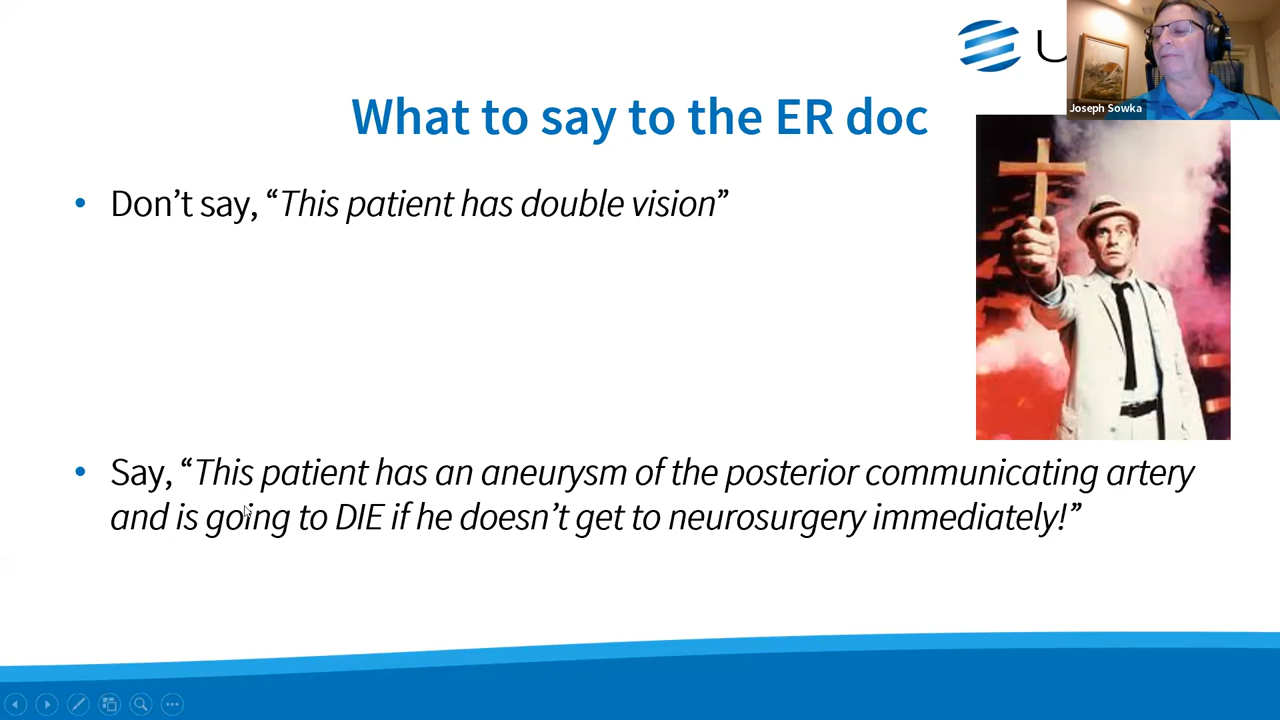 U
Joseph Sowka
What to say to the ER doc
• Don’t say, “This patient has double vision”
• Say, “This patient has an aneurysm of the posterior communicating artery
and is going to DIE if he doesn’t get to neurosurgery immediately!”